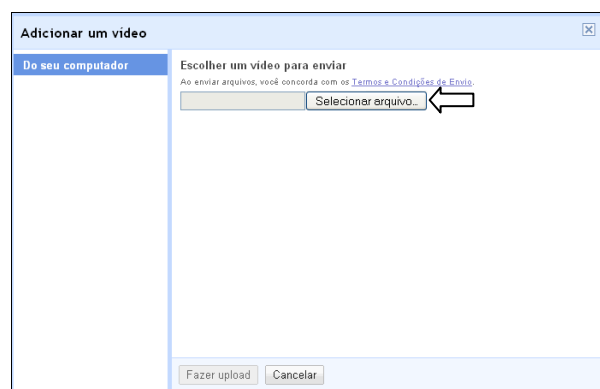 Adicionar um vídeo
Do seu computador
Escolher um vídeo para enviar
Ao enviar arquivos, você concorda com os Termos e Condições de Envio.
Selecionar arquivo...
Fazer upload
Cancelar